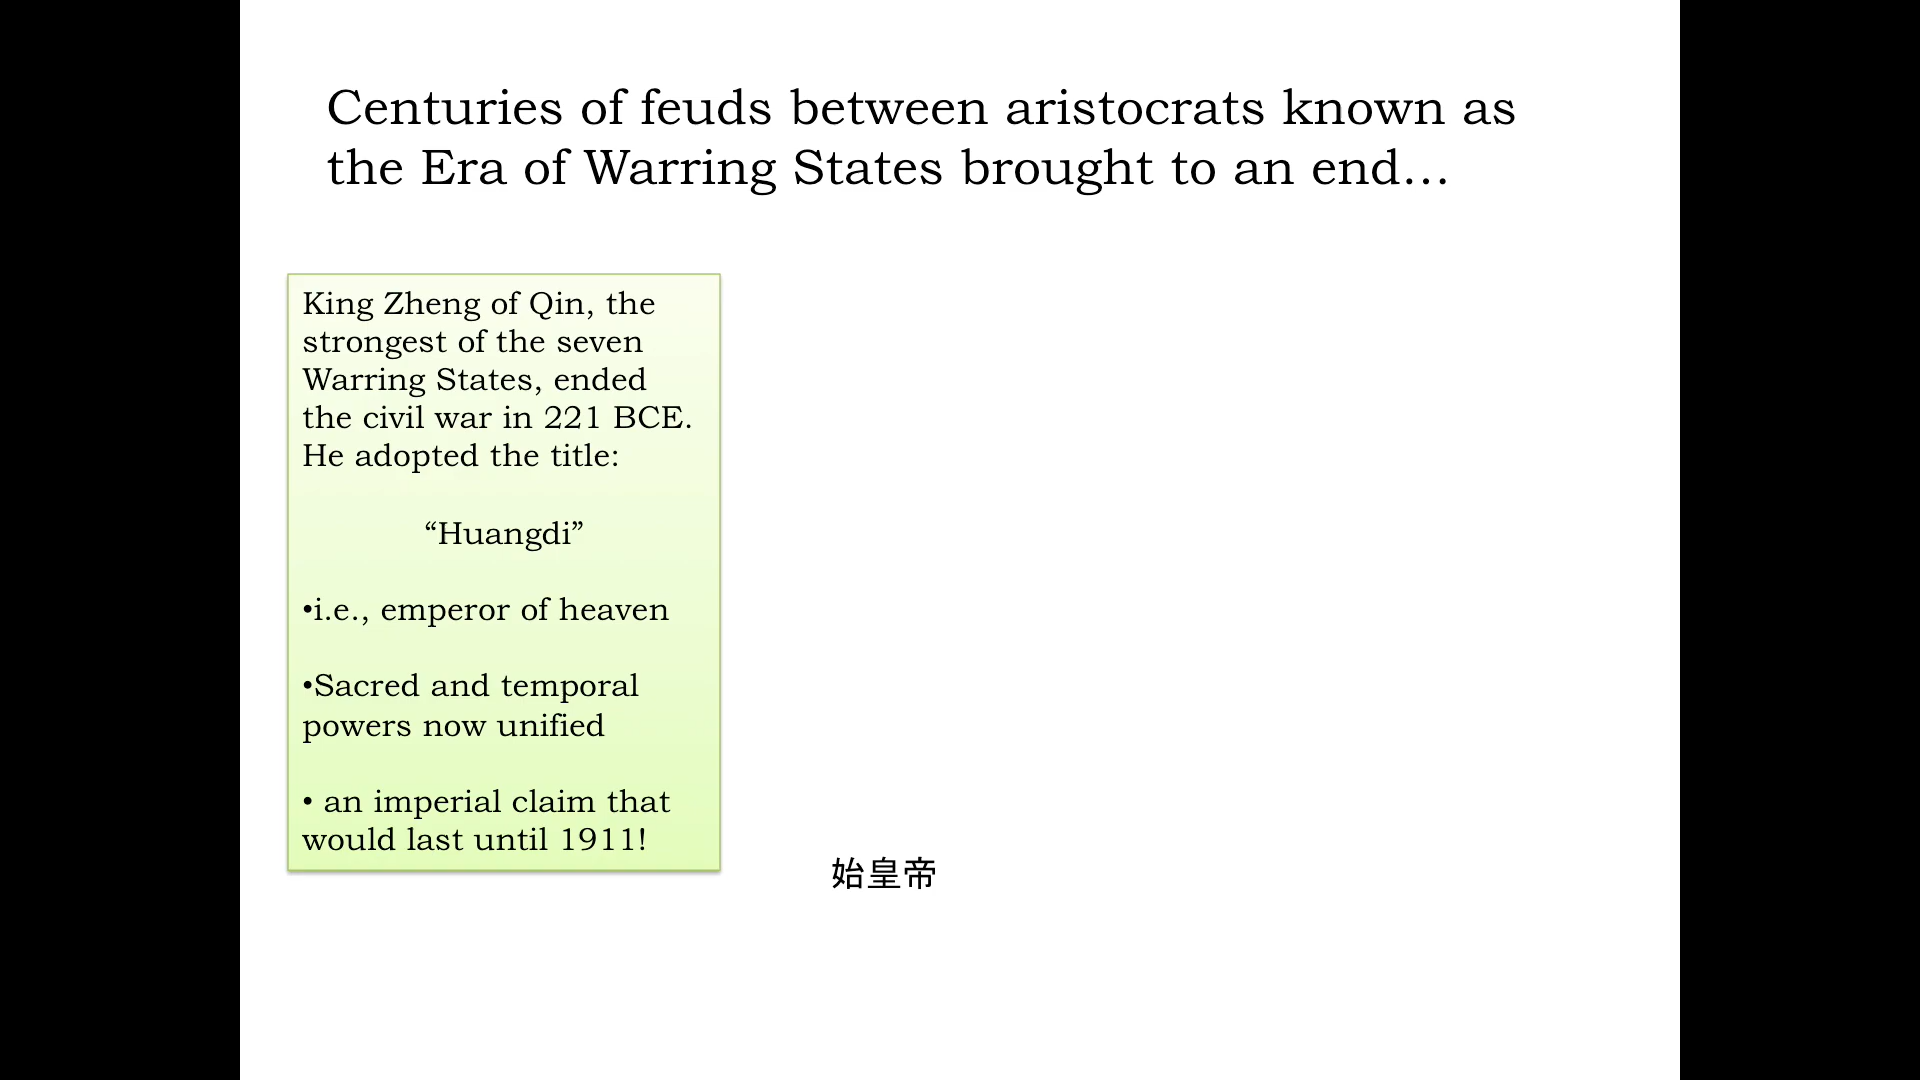 Centuries of feuds between aristocrats known as
the Era of Warring States brought to an end…
King Zheng of Qin, the
strongest of the seven
Warring States, ended
the civil war in 221 BCE.
He adopted the title:
“Huangdi”
•i.e., emperor of heaven
•Sacred and temporal
powers now unified
• an imperial claim that
would last until 1911!
始皇帝